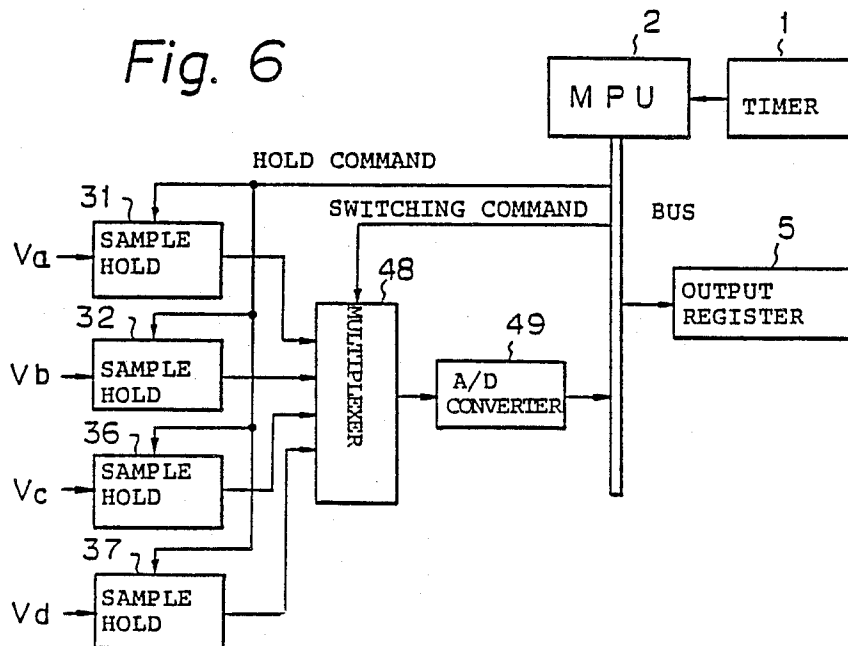 Fig. 6
2
1
MPU
TIMER
HOLD COMMAND
31
SAMPLE
HOLD
Va
SWITCHING COMMAND
BUS
48
MULTIPLEXER
5
OUTPUT
REGISTER
32
SAMPLE
HOLD
Vb
49
A/D
CONVERTER
36
SAMPLE
HOLD
Vc
37
SAMPLE
HOLD
Vd